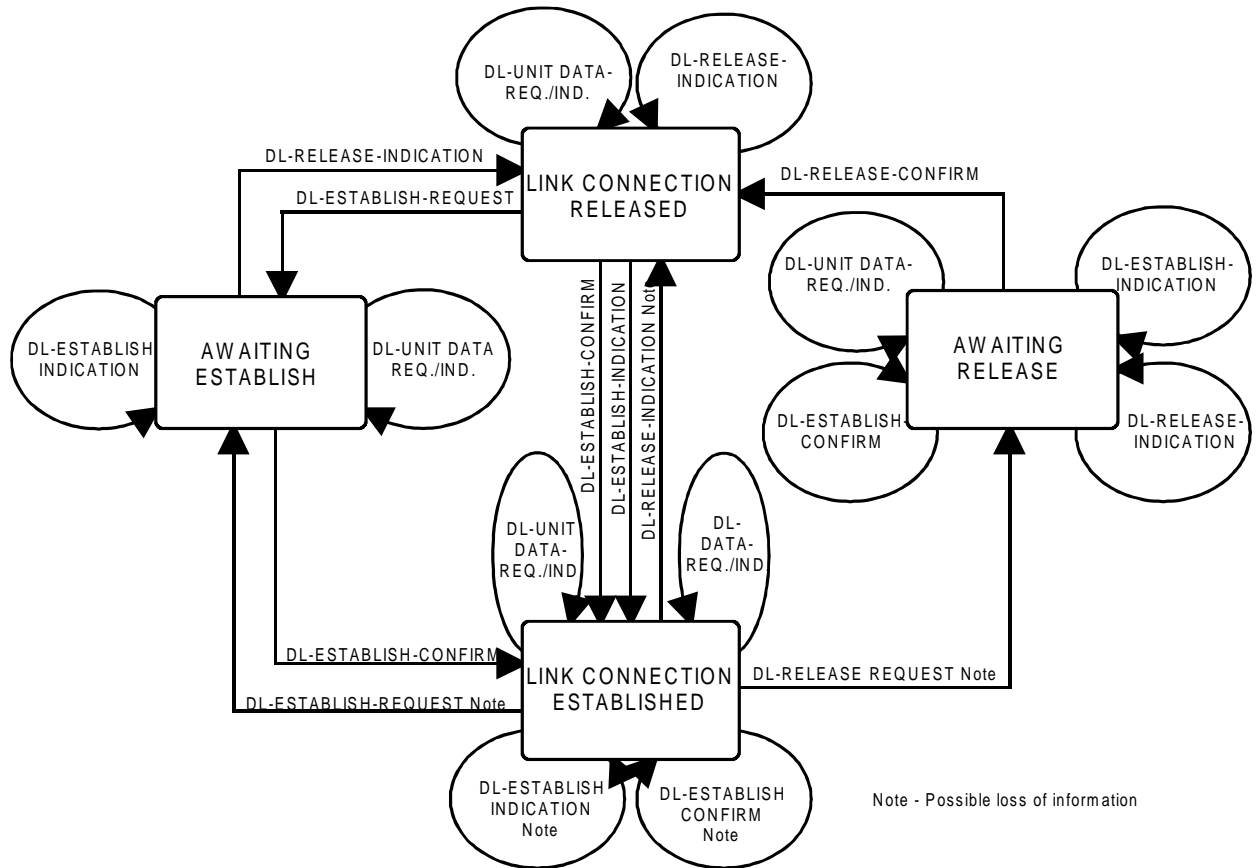 DL-UNIT DATA-
REQ./IND.
DL-RELEASE-
INDICATION
DL-RELEASE-INDICATION
DL-ESTABLISH-REQUEST
LINK CONNECTION
RELEASED
DL-RELEASE-CONFIRM
DL-UNIT DATA-
REQ./IND.
DL-ESTABLISH-
INDICATION
AWAITING
RELEASE
DL-ESTABLISH-
CONFIRM
DL-RELEASE-
INDICATION
DL-ESTABLISH
INDICATION
AWAITING
ESTABLISH
DL-UNIT DATA
REQ./IND.
DL-ESTABLISH-CONFIRM
DL-ESTABLISH-INDICATION
DL-RELEASE-INDICATION Note
DL-UNIT
DATA-
REQ./IND
DL-
DATA-
REQ./IND
DL-ESTABLISH-CONFIRM
DL-ESTABLISH-REQUEST Note
LINK CONNECTION
ESTABLISHED
DL-RELEASE REQUEST Note
DL-ESTABLISH
INDICATION
Note
DL-ESTABLISH
CONFIRM
Note
Note - Possible loss of information